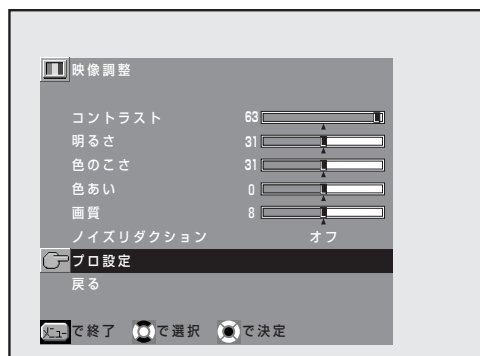 映像調整
コントラスト 63
明るさ 31
色のこさ 31
色あい 0
画質 8
ノイズリダクション オフ
プロ設定
戻る
メニューで終了 で選択 で決定